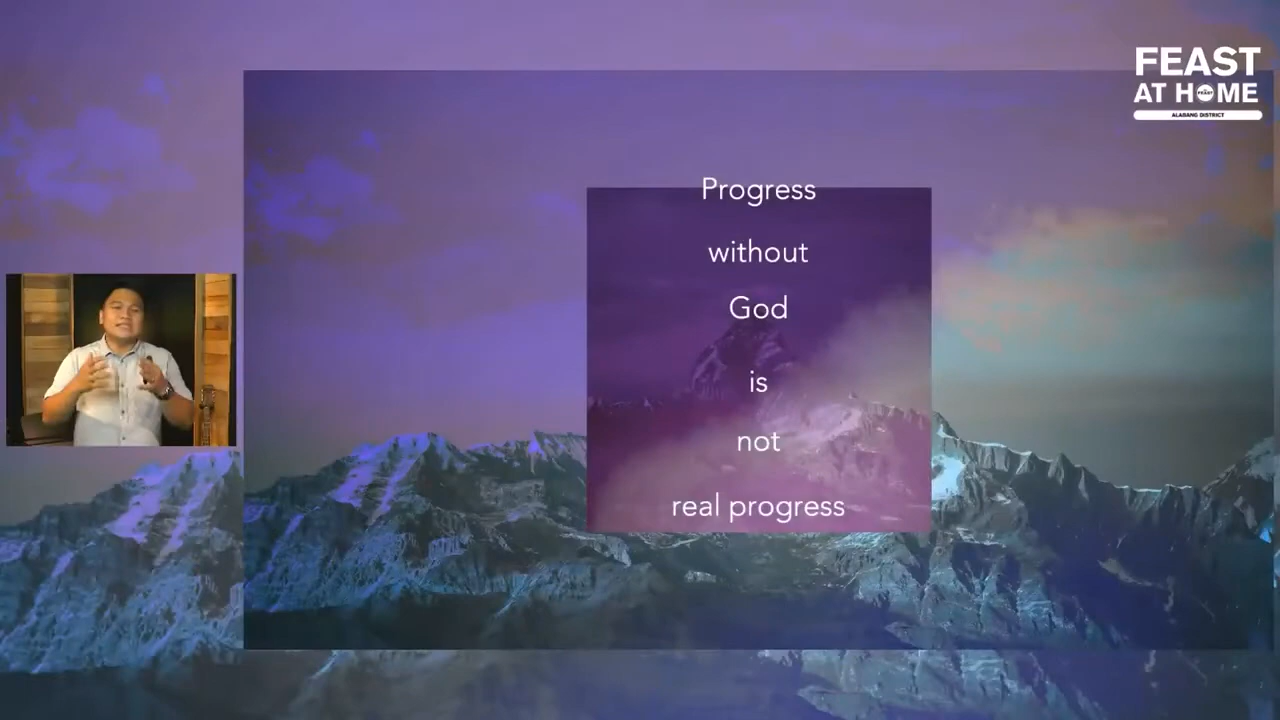 FEAST
AT HOME
ALABANG DISTRICT
Progress
without
God
is
not
real progress